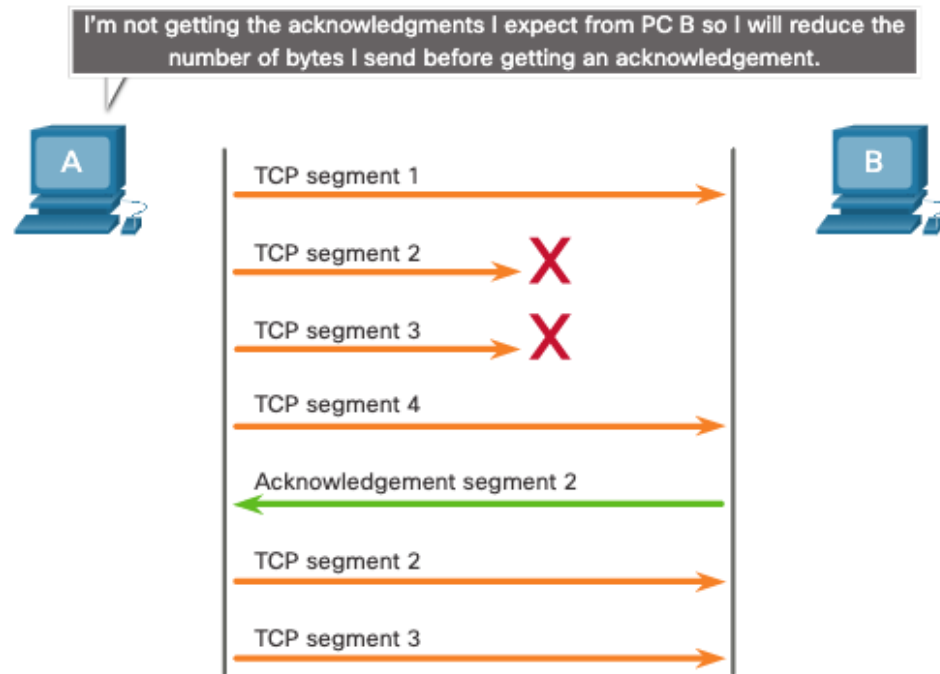 I'm not getting the acknowledgments I expect from PC B so I will reduce the
number of bytes I send before getting an acknowledgement.
A
B
TCP segment 1
TCP segment 2
X
TCP segment 3
X
TCP segment 4
Acknowledgement segment 2
TCP segment 2
TCP segment 3